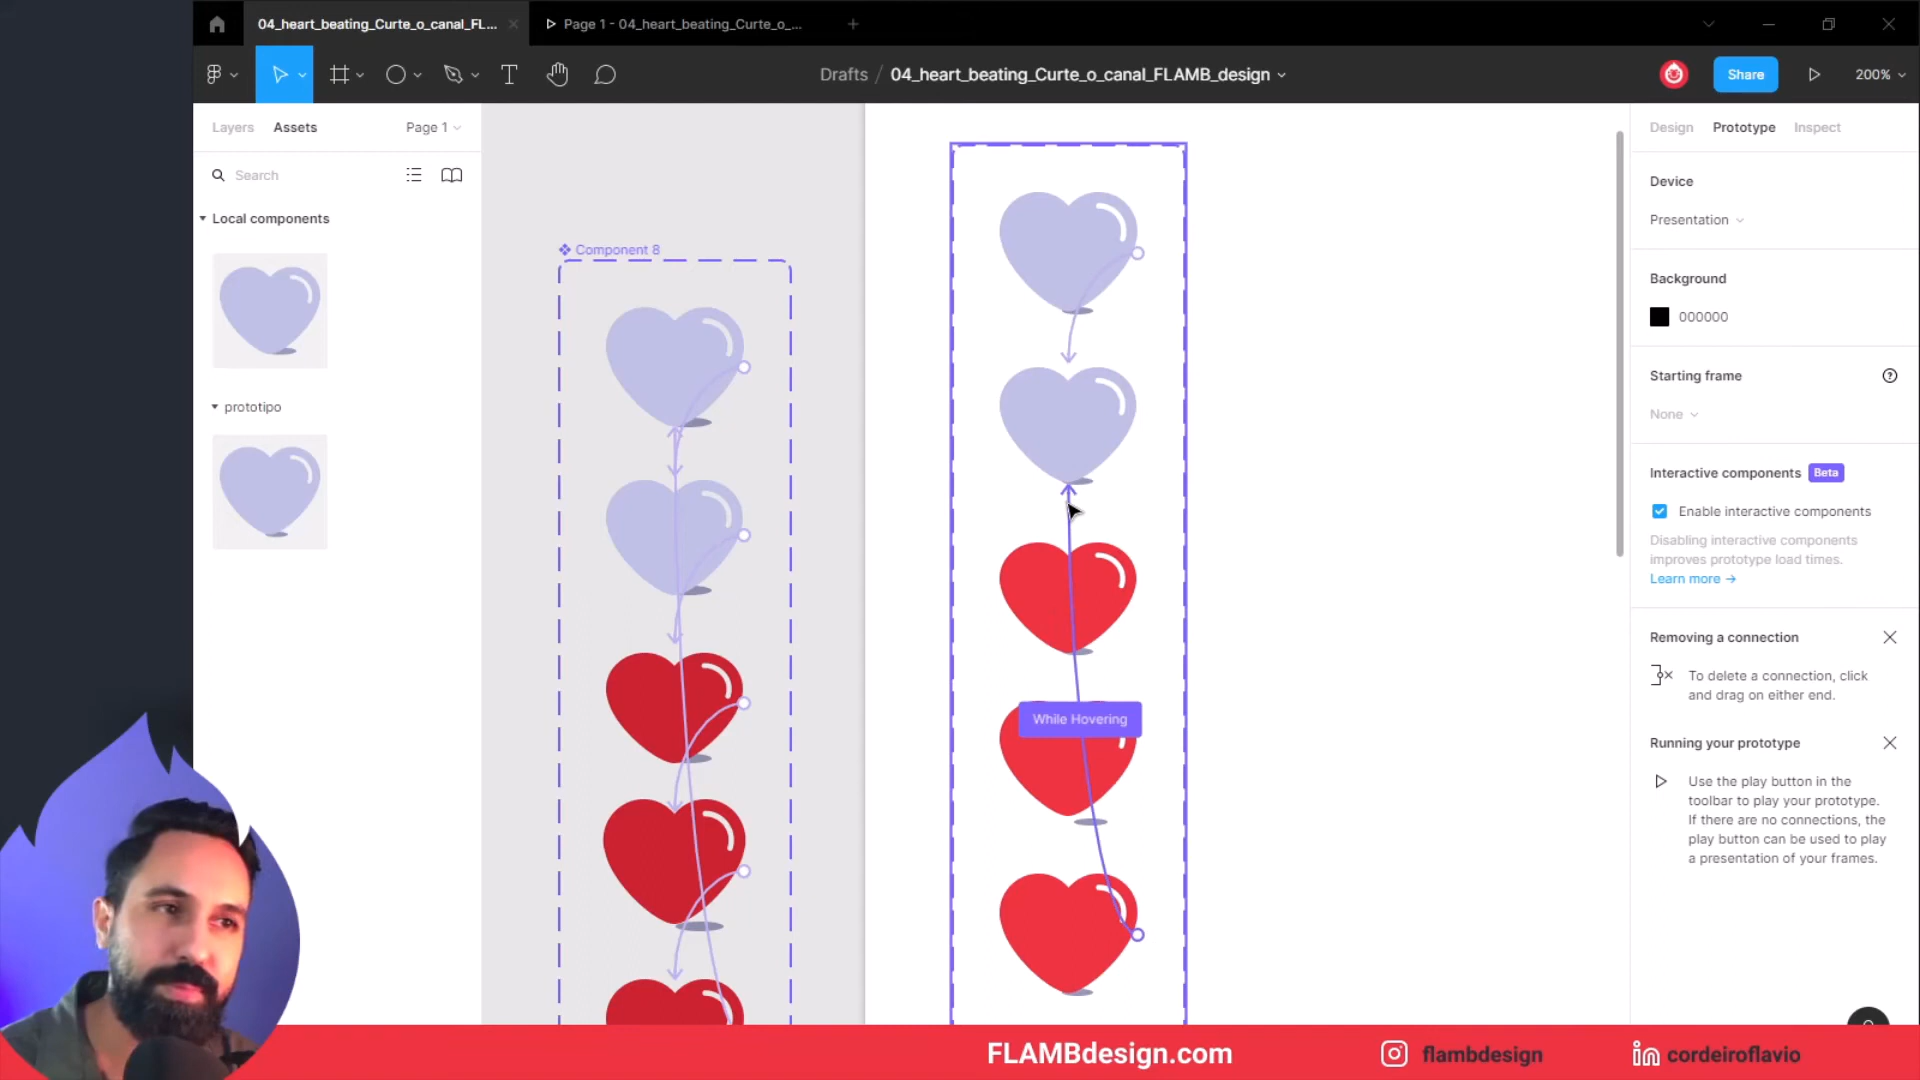 04_heart_beating_Curte_o_canal_FL...
Page 1 - 04_heart_beating_Curte_o_...
Drafts / 04_heart_beating_Curte_o_canal_FLAMB_design
Share
200%
Layers
Assets
Page 1
Design
Prototype
Inspect
Search
Local components
prototipo
Component 8
While Hovering
Device
Presentation
Background
000000
Starting frame
None
Interactive components Beta
Enable interactive components
Disabling interactive components
improves prototype load times.
Learn more →
Removing a connection
To delete a connection, click
and drag on either end.
Running your prototype
Use the play button in the
toolbar to play your prototype.
If there are no connections, the
play button can be used to play
a presentation of your frames.
FLAMBdesign.com
flambdesign
cordeiroflavio